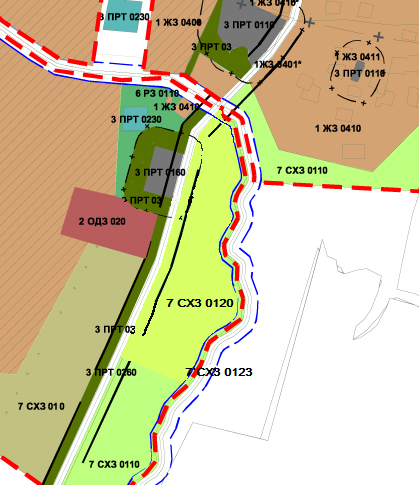 1 ЖЗ 0410*
3 ПРТ 0230
1 ЖЗ 0400
3 ПРТ 0110
3 ПРТ 03
1 ЖЗ 0411
1ЖЗ 0401*
3 ПРТ 0110
6 РЗ 0110
1 ЖЗ 0410
3 ПРТ 0230
1 ЖЗ 0410
3 ПРТ 0160
7 СХЗ 0110
3 ПРТ 03
2 ОДЗ 020
7 СХЗ 0120
3 ПРТ 03
3 ПРТ 0260
7 СХЗ 0123
7 СХЗ 010
7 СХЗ 0110